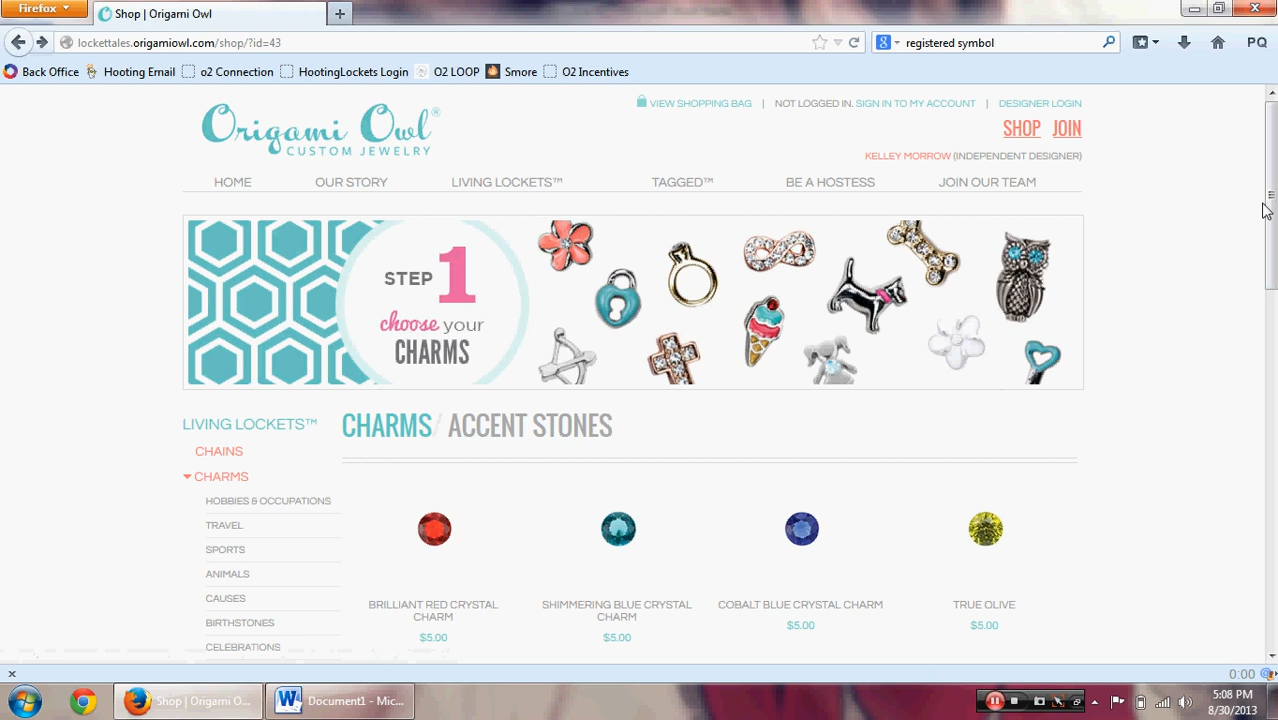 Firefox
Shop | Origami Owl
lockettales.origamiowl.com/shop/?id=43
registered symbol
PQ
Back Office
Hooting Email
o2 Connection
HootingLockets Login
O2 LOOP
Smore
O2 Incentives
Origami Owl®
CUSTOM JEWELRY
VIEW SHOPPING BAG | NOT LOGGED IN. SIGN IN TO MY ACCOUNT | DESIGNER LOGIN
SHOP JOIN
KELLEY MORROW (INDEPENDENT DESIGNER)
HOME OUR STORY LIVING LOCKETS™ TAGGED™ BE A HOSTESS JOIN OUR TEAM
STEP 1
choose your
CHARMS
LIVING LOCKETS™
CHAINS
CHARMS
HOBBIES & OCCUPATIONS
TRAVEL
SPORTS
ANIMALS
CAUSES
BIRTHSTONES
CELEBRATIONS
CHARMS/ ACCENT STONES
BRILLIANT RED CRYSTAL
CHARM
$5.00
SHIMMERING BLUE CRYSTAL
CHARM
$5.00
COBALT BLUE CRYSTAL CHARM
$5.00
TRUE OLIVE
$5.00
x
0:00
Shop | Origami O...
Document1 - Mic...
5:08 PM
8/30/2013